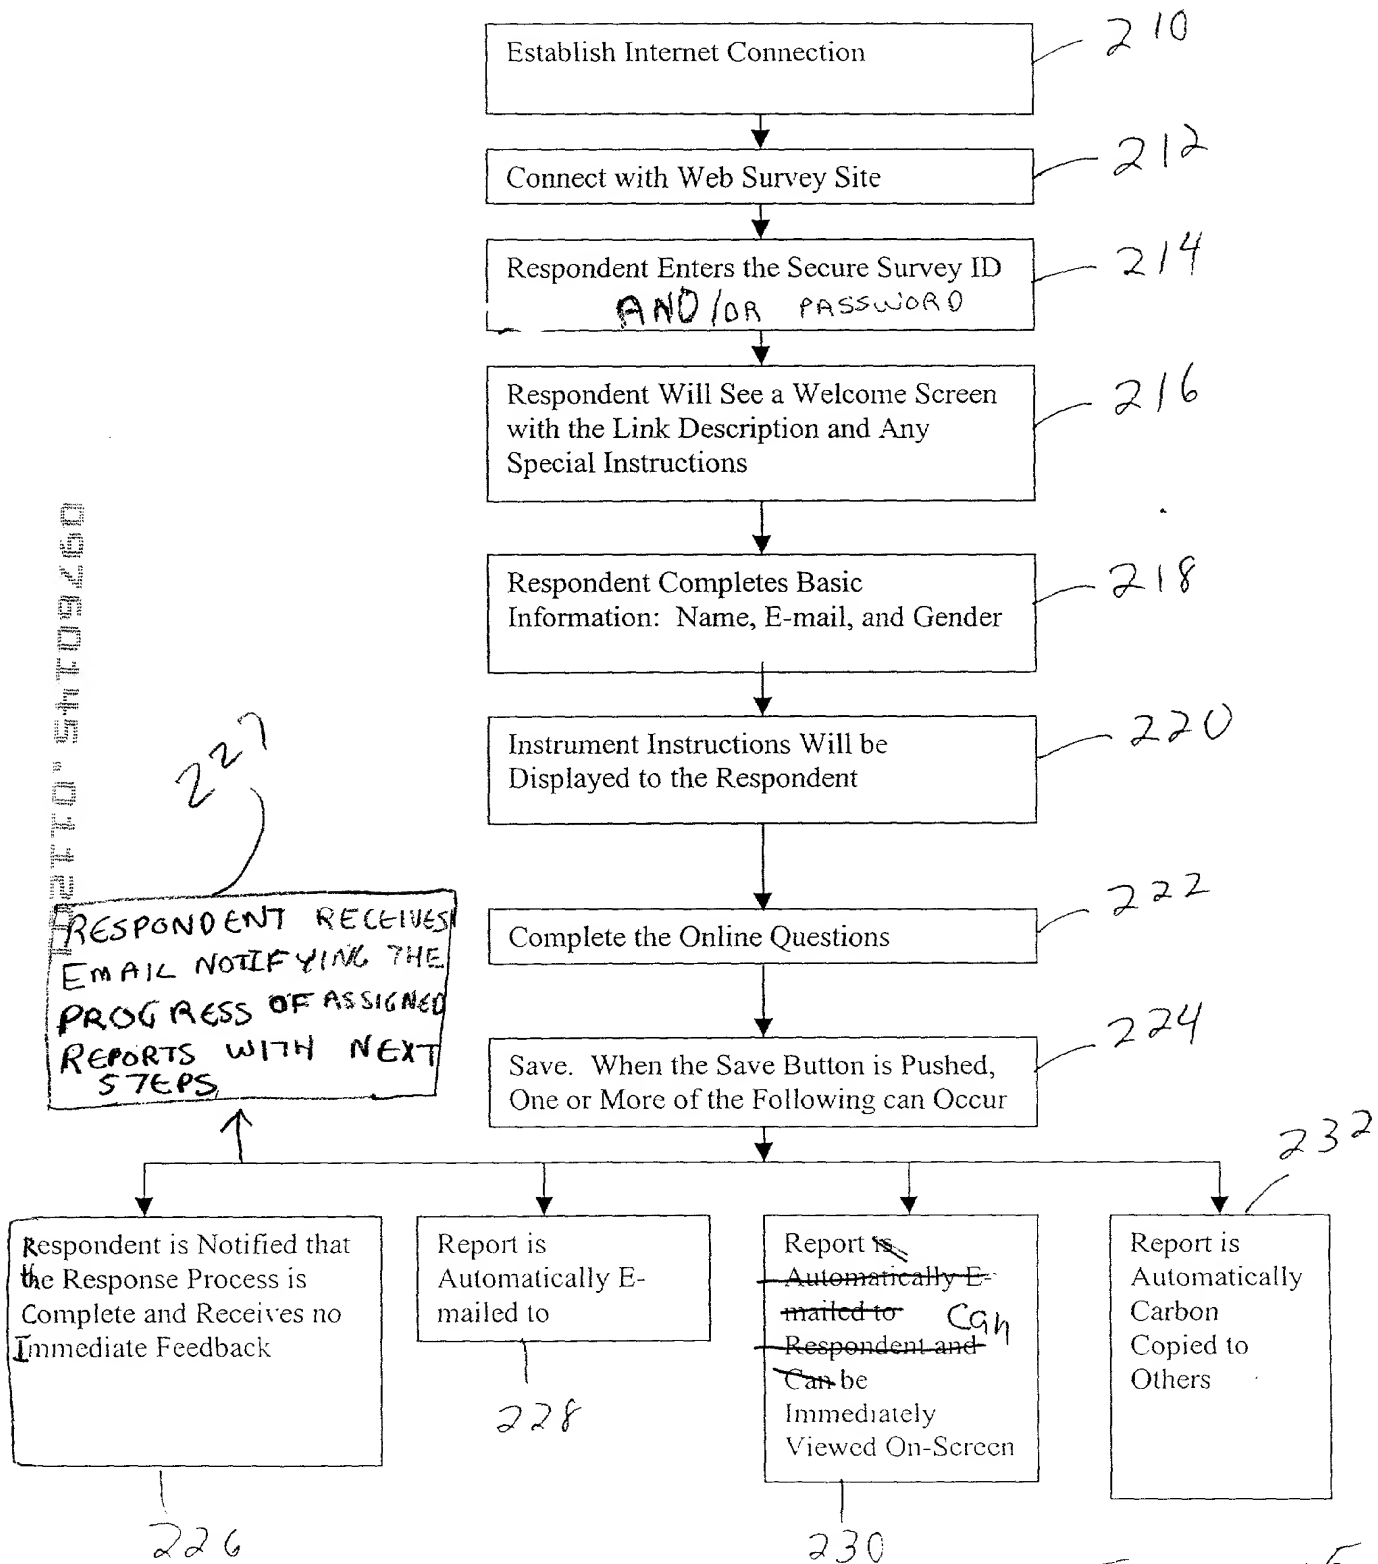 Establish Internet Connection
210
Connect with Web Survey Site
212
Respondent Enters the Secure Survey ID
AND/OR PASSWORD
214
Respondent Will See a Welcome Screen
with the Link Description and Any
Special Instructions
216
Respondent Completes Basic
Information: Name, E-mail, and Gender
218
Instrument Instructions Will be
Displayed to the Respondent
220
Complete the Online Questions
222
Save. When the Save Button is Pushed,
One or More of the Following can Occur
224
227
RESPONDENT RECEIVES
EMAIL NOTIFYING THE
PROGRESS OF ASSIGNED
REPORTS WITH NEXT
STEPS
Respondent is Notified that
the Response Process is
Complete and Receives no
Immediate Feedback
226
Report is
Automatically E-
mailed to
228
Report is
Automatically E-
mailed to Can
Respondent and
Can be
Immediately
Viewed On-Screen
230
Report is
Automatically
Carbon
Copied to
Others
232